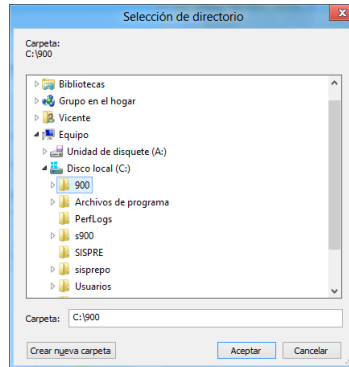 Selección de directorio
x
Carpeta:
C:\900
Bibliotecas
Grupo en el hogar
Vicente
Equipo
Unidad de disquete (A:)
Disco local (C:)
900
Archivos de programa
PerfLogs
s900
SISPRE
sisprepo
Usuarios
Carpeta: C:\900
Crear nueva carpeta Aceptar Cancelar